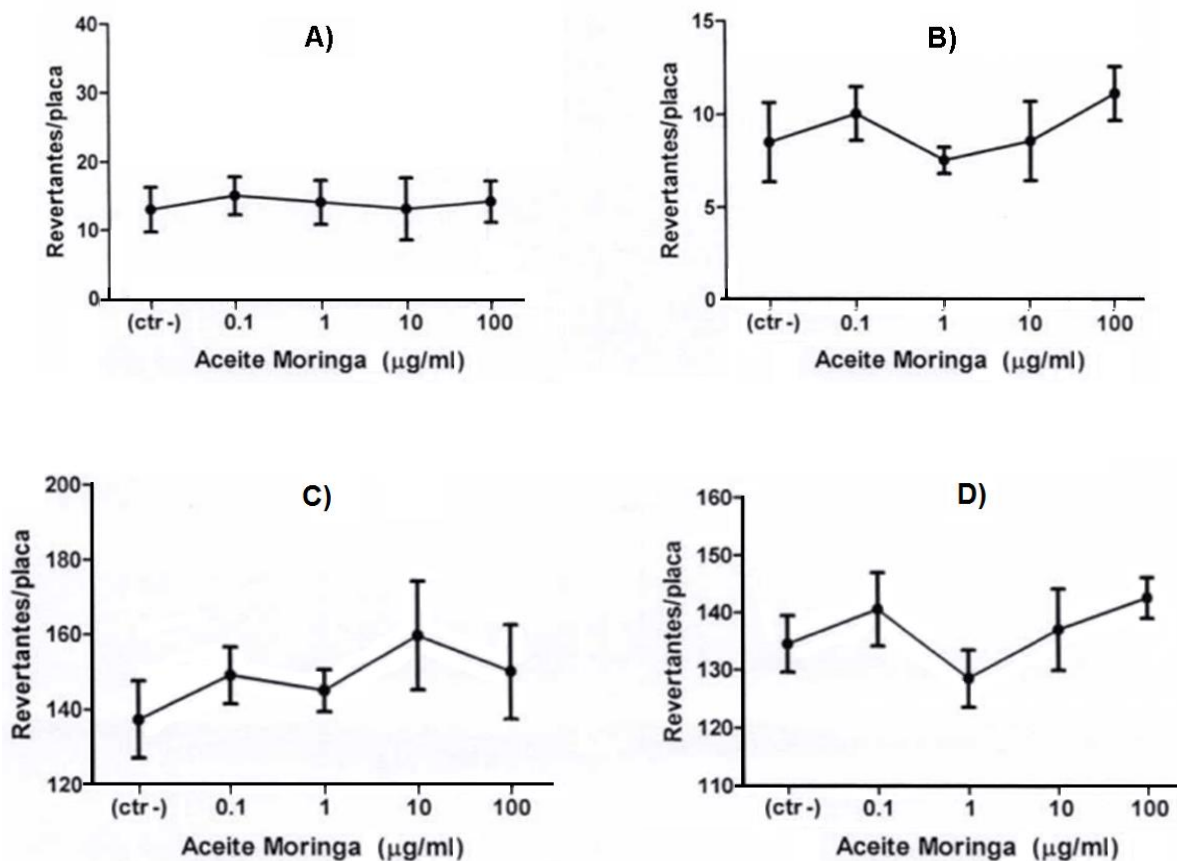 A)
Revertantes/placa
40
30
20
10
0
(ctr-) 0.1 1 10 100
Aceite Moringa (µg/ml)
B)
Revertantes/placa
15
10
5
0
(ctr-) 0.1 1 10 100
Aceite Moringa (µg/ml)
C)
Revertantes/placa
200
180
160
140
120
(ctr-) 0.1 1 10 100
Aceite Moringa (µg/ml)
D)
Revertantes/placa
160
150
140
130
120
110
(ctr-) 0.1 1 10 100
Aceite Moringa (µg/ml)